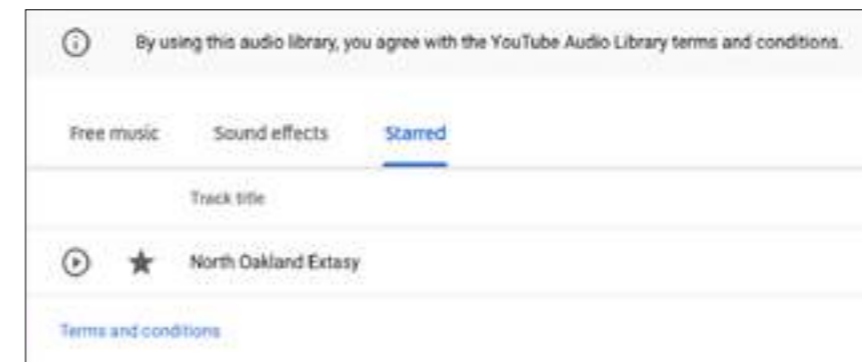 By using this audio library, you agree with the YouTube Audio Library terms and conditions.
Free music Sound effects Starred
Track title
North Oakland Extasy
Terms and conditions